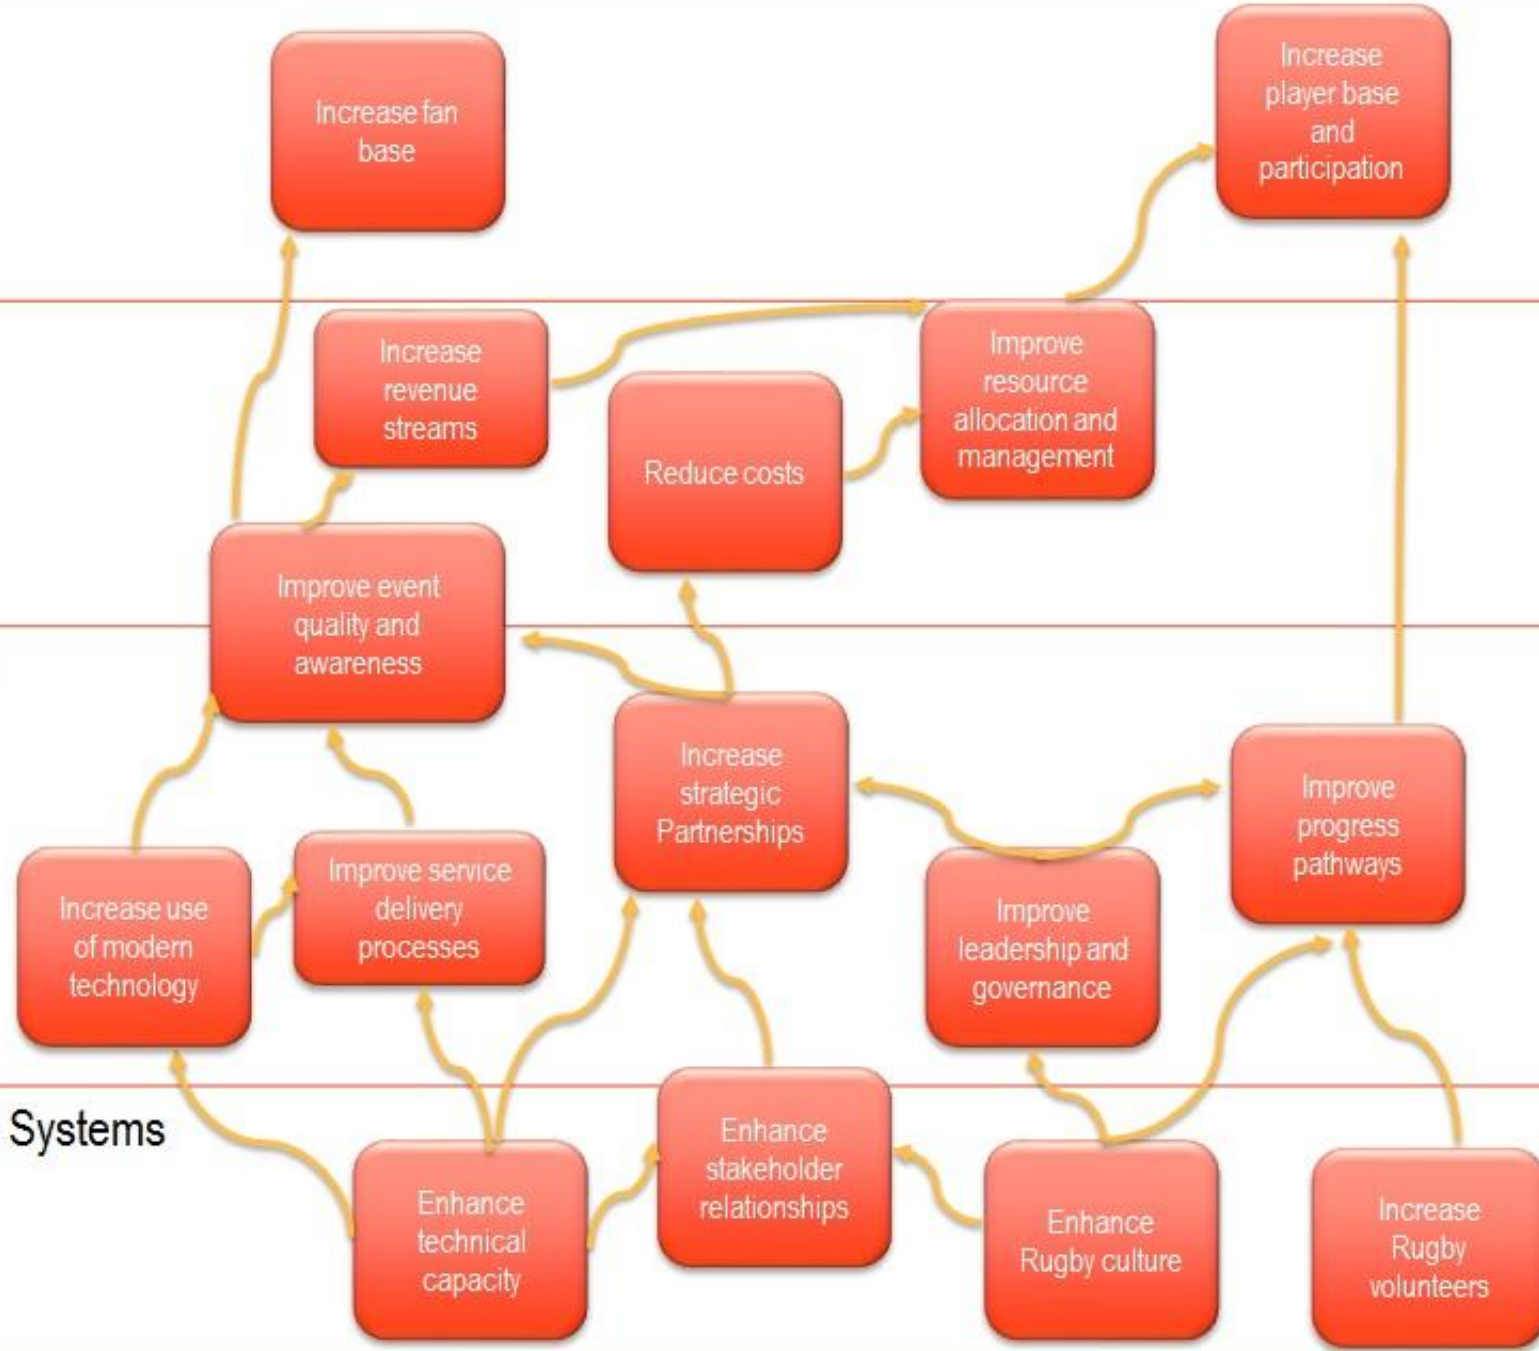 Increase fan
base
Increase
player base
and
participation
Increase
revenue
streams
Reduce costs
Improve
resource
allocation and
management
Improve event
quality and
awareness
Increase
strategic
Partnerships
Improve
progress
pathways
Increase use
of modern
technology
Improve service
delivery
processes
Improve
leadership and
governance
Systems
Enhance
technical
capacity
Enhance
stakeholder
relationships
Enhance
Rugby culture
Increase
Rugby
volunteers